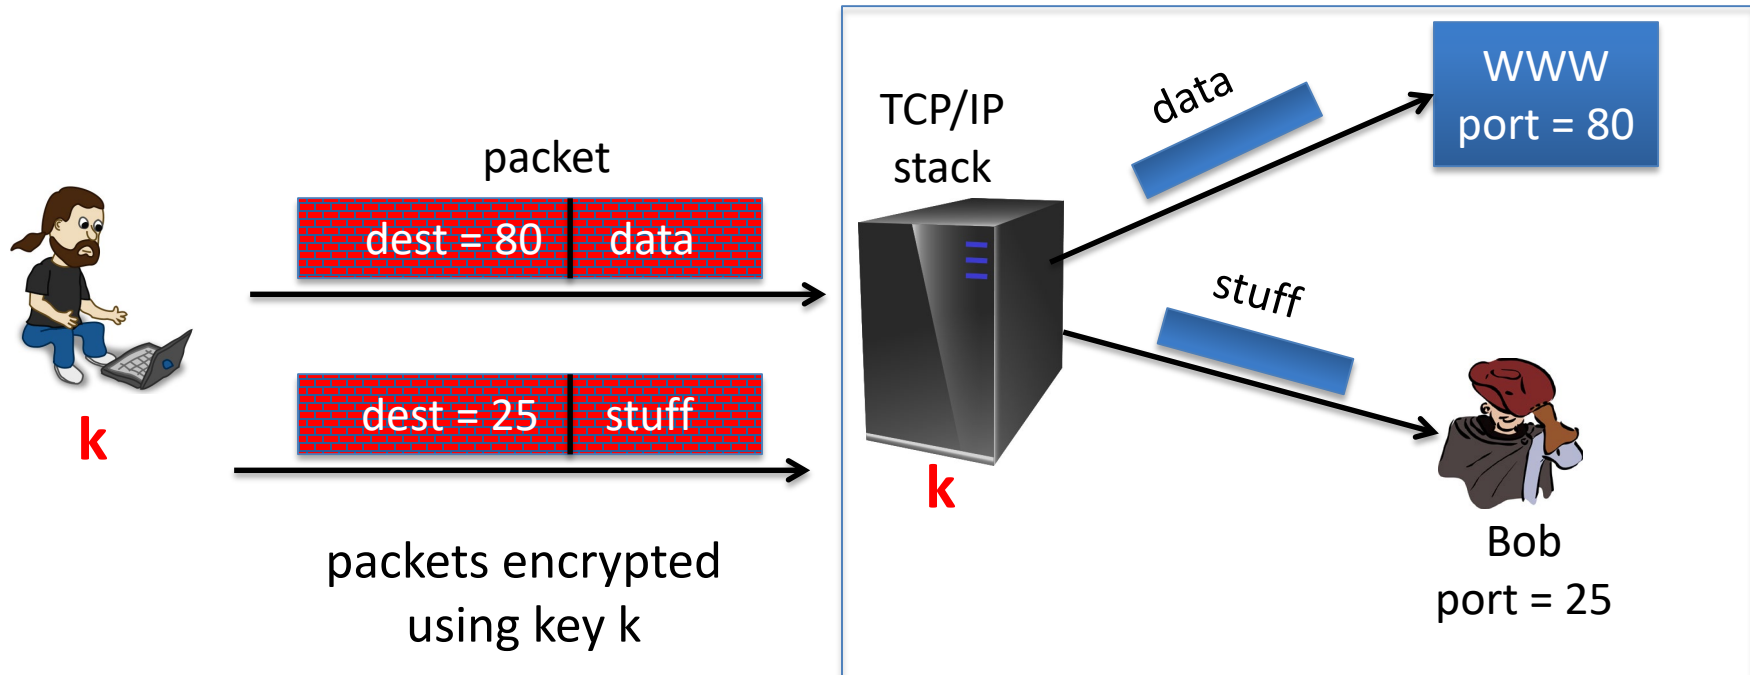 packet
dest = 80 data
dest = 25 stuff
k
packets encrypted
using key k
TCP/IP
stack
k
data
stuff
WWW
port = 80
Bob
port = 25